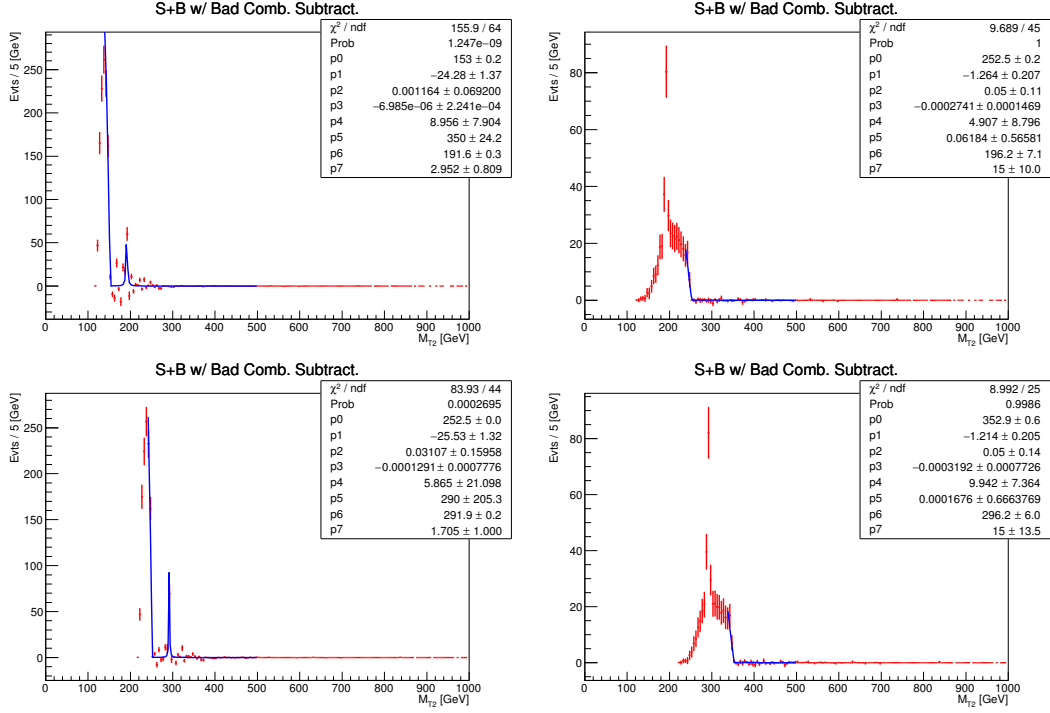 S+B w/ Bad Comb. Subtract.
χ² / ndf 155.9 / 64
Prob 1.247e−09
p0 153 ± 0.2
p1 −24.28 ± 1.37
p2 0.001164 ± 0.069200
p3 −6.985e−06 ± 2.241e−04
p4 8.956 ± 7.904
p5 350 ± 24.2
p6 191.6 ± 0.3
p7 2.952 ± 0.809
Evts / 5 [GeV]
250
200
150
100
50
0
0 100 200 300 400 500 600 700 800 900 1000
M_T2 [GeV]
S+B w/ Bad Comb. Subtract.
χ² / ndf 9.689 / 45
Prob 1
p0 252.5 ± 0.2
p1 −1.264 ± 0.207
p2 0.05 ± 0.11
p3 −0.0002741 ± 0.0001469
p4 4.907 ± 8.796
p5 0.06184 ± 0.56581
p6 196.2 ± 7.1
p7 15 ± 10.0
Evts / 5 [GeV]
80
60
40
20
0
0 100 200 300 400 500 600 700 800 900 1000
M_T2 [GeV]
S+B w/ Bad Comb. Subtract.
χ² / ndf 83.93 / 44
Prob 0.0002695
p0 252.5 ± 0.0
p1 −25.53 ± 1.32
p2 0.03107 ± 0.15958
p3 −0.0001291 ± 0.0007776
p4 5.865 ± 21.098
p5 290 ± 205.3
p6 291.9 ± 0.2
p7 1.705 ± 1.000
Evts / 5 [GeV]
250
200
150
100
50
0
0 100 200 300 400 500 600 700 800 900 1000
M_T2 [GeV]
S+B w/ Bad Comb. Subtract.
χ² / ndf 8.992 / 25
Prob 0.9986
p0 352.9 ± 0.6
p1 −1.214 ± 0.205
p2 0.05 ± 0.14
p3 −0.0003192 ± 0.0007726
p4 9.942 ± 7.364
p5 0.0001676 ± 0.6663769
p6 296.2 ± 6.0
p7 15 ± 13.5
Evts / 5 [GeV]
80
60
40
20
0
0 100 200 300 400 500 600 700 800 900 1000
M_T2 [GeV]